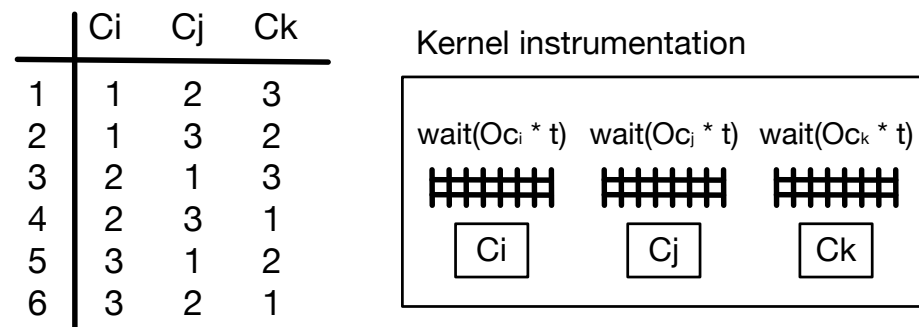 Ci Cj Ck
1 1 2 3
2 1 3 2
3 2 1 3
4 2 3 1
5 3 1 2
6 3 2 1
Kernel instrumentation
wait(Oci * t) wait(Ocj * t) wait(Ock * t)
Ci Cj Ck